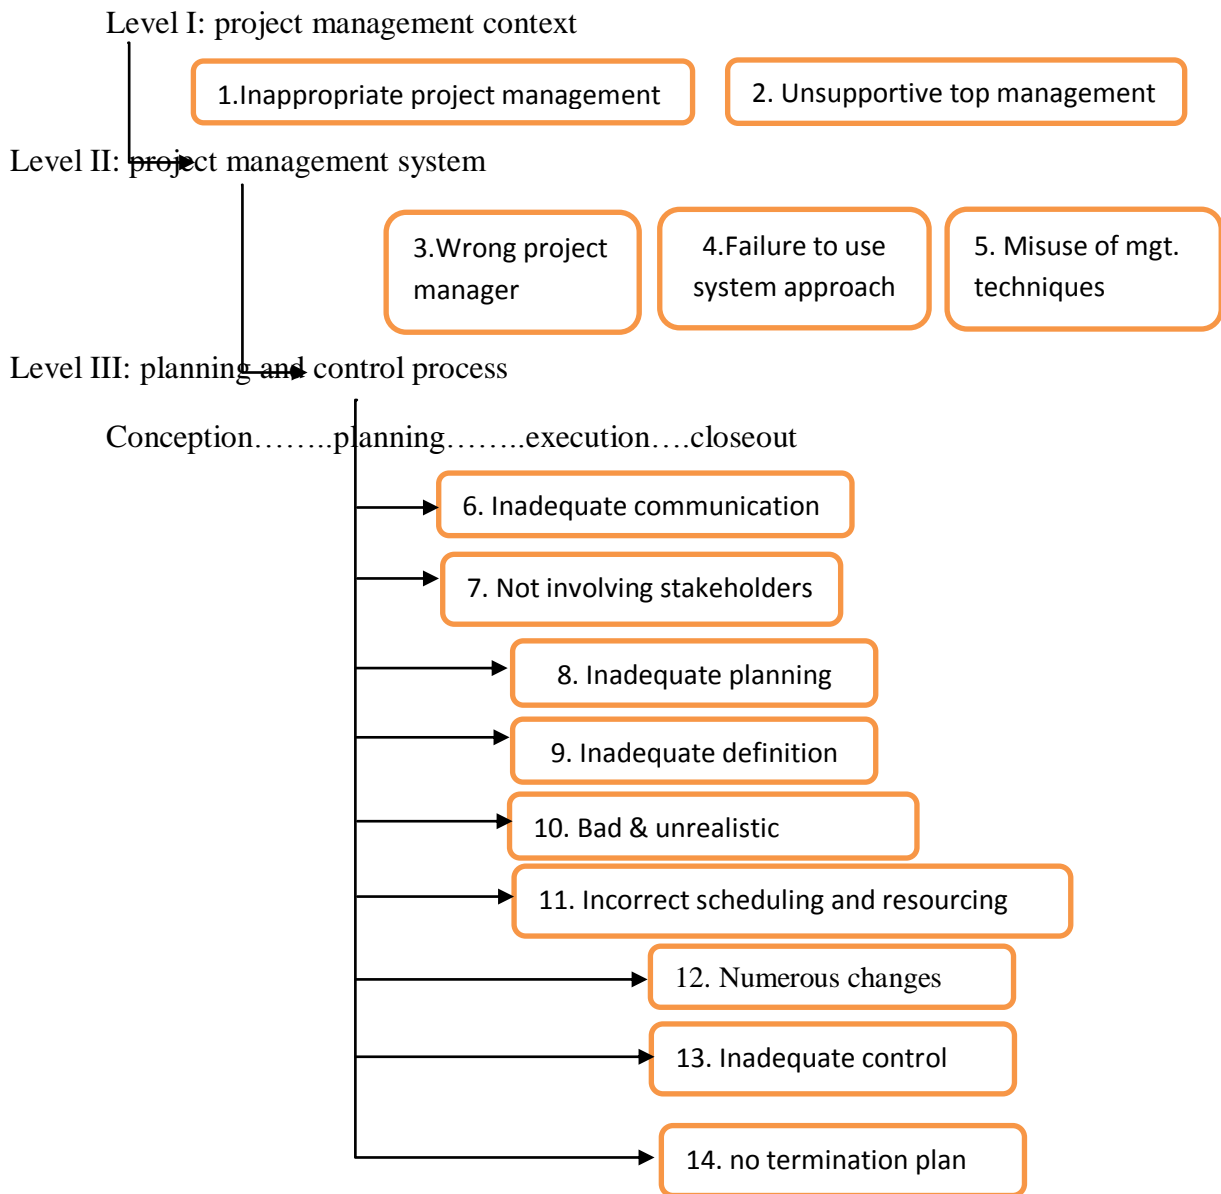 Level I: project management context
1.Inappropriate project management
2. Unsupportive top management
Level II: project management system
3.Wrong project
manager
4.Failure to use
system approach
5. Misuse of mgt.
techniques
Level III: planning and control process
Conception……..planning……..execution….closeout
6. Inadequate communication
7. Not involving stakeholders
8. Inadequate planning
9. Inadequate definition
10. Bad & unrealistic
11. Incorrect scheduling and resourcing
12. Numerous changes
13. Inadequate control
14. no termination plan